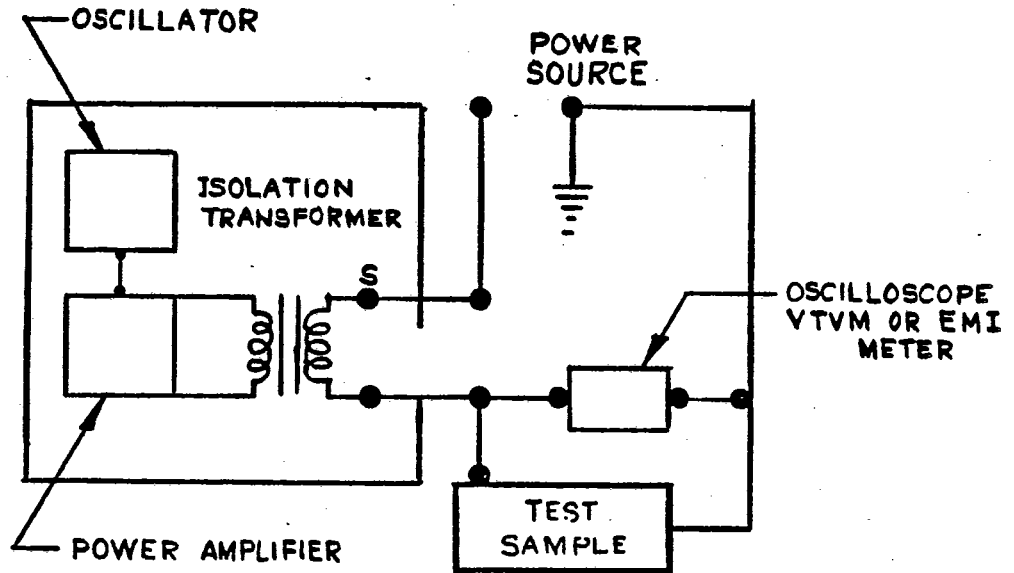 OSCILLATOR
POWER
SOURCE
ISOLATION
TRANSFORMER
S
OSCILLOSCOPE
VTVM OR EMI
METER
TEST
SAMPLE
POWER AMPLIFIER